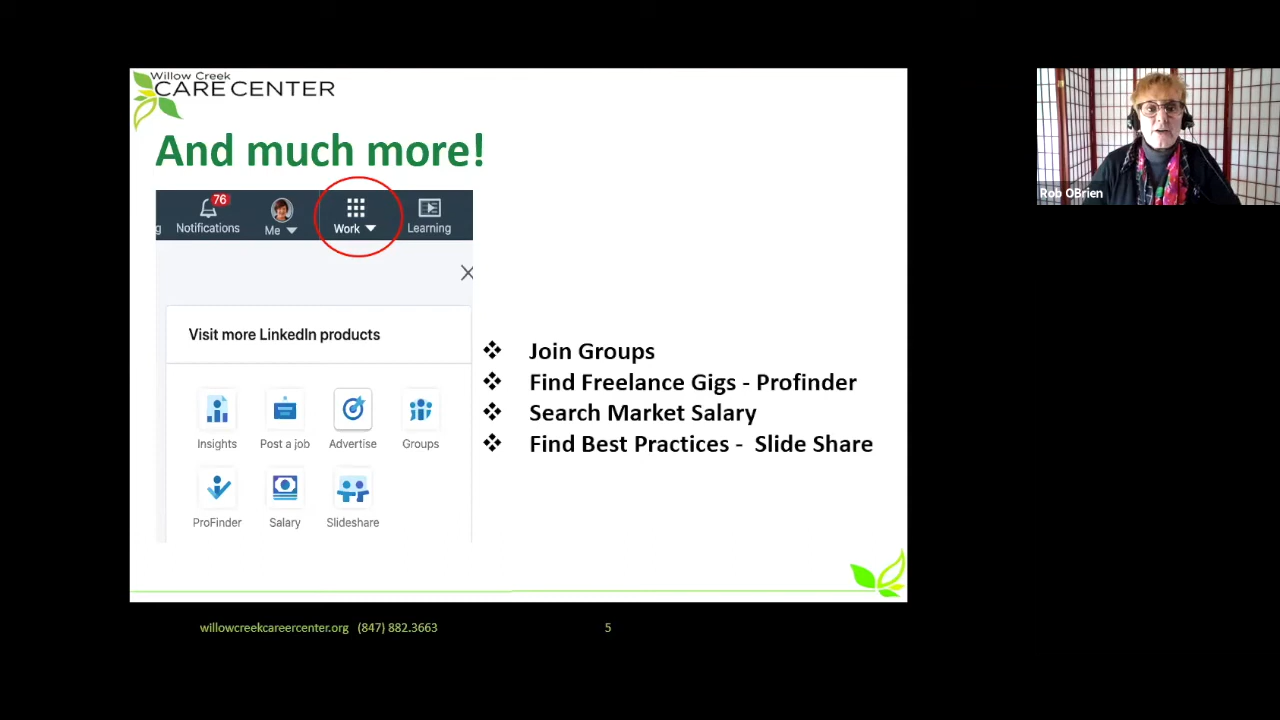 Willow Creek
CARE CENTER
And much more!
76
g Notifications Me Work Learning
Visit more LinkedIn products
Insights Post a job Advertise Groups
ProFinder Salary Slideshare
❖ Join Groups
❖ Find Freelance Gigs - Profinder
❖ Search Market Salary
❖ Find Best Practices - Slide Share
willowcreekcareercenter.org (847) 882.3663 5
Rob OBrien